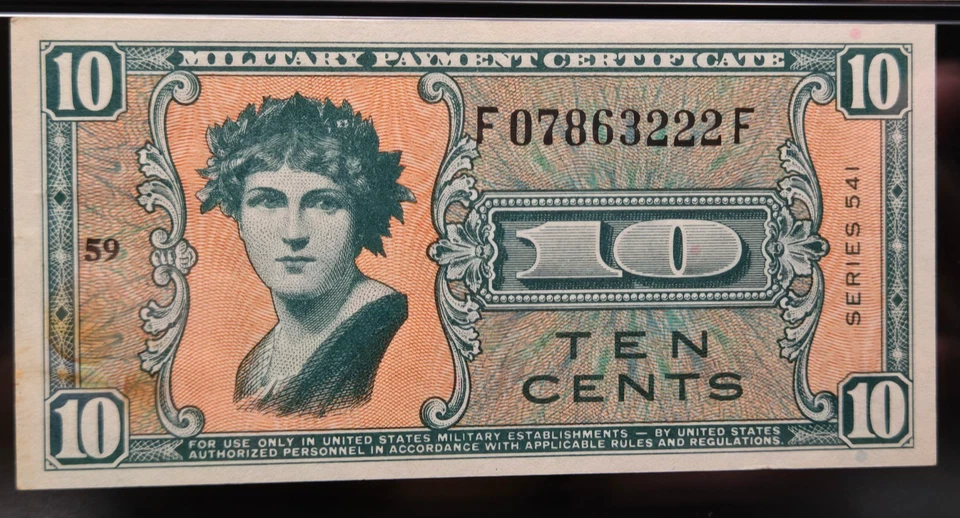 10 MILITARY PAYMENT CERTIFICATE 10
F07863222F
59
10
SERIES 541
TEN
CENTS
10 FOR USE ONLY IN UNITED STATES MILITARY ESTABLISHMENTS — BY UNITED STATES 10
AUTHORIZED PERSONNEL IN ACCORDANCE WITH APPLICABLE RULES AND REGULATIONS.